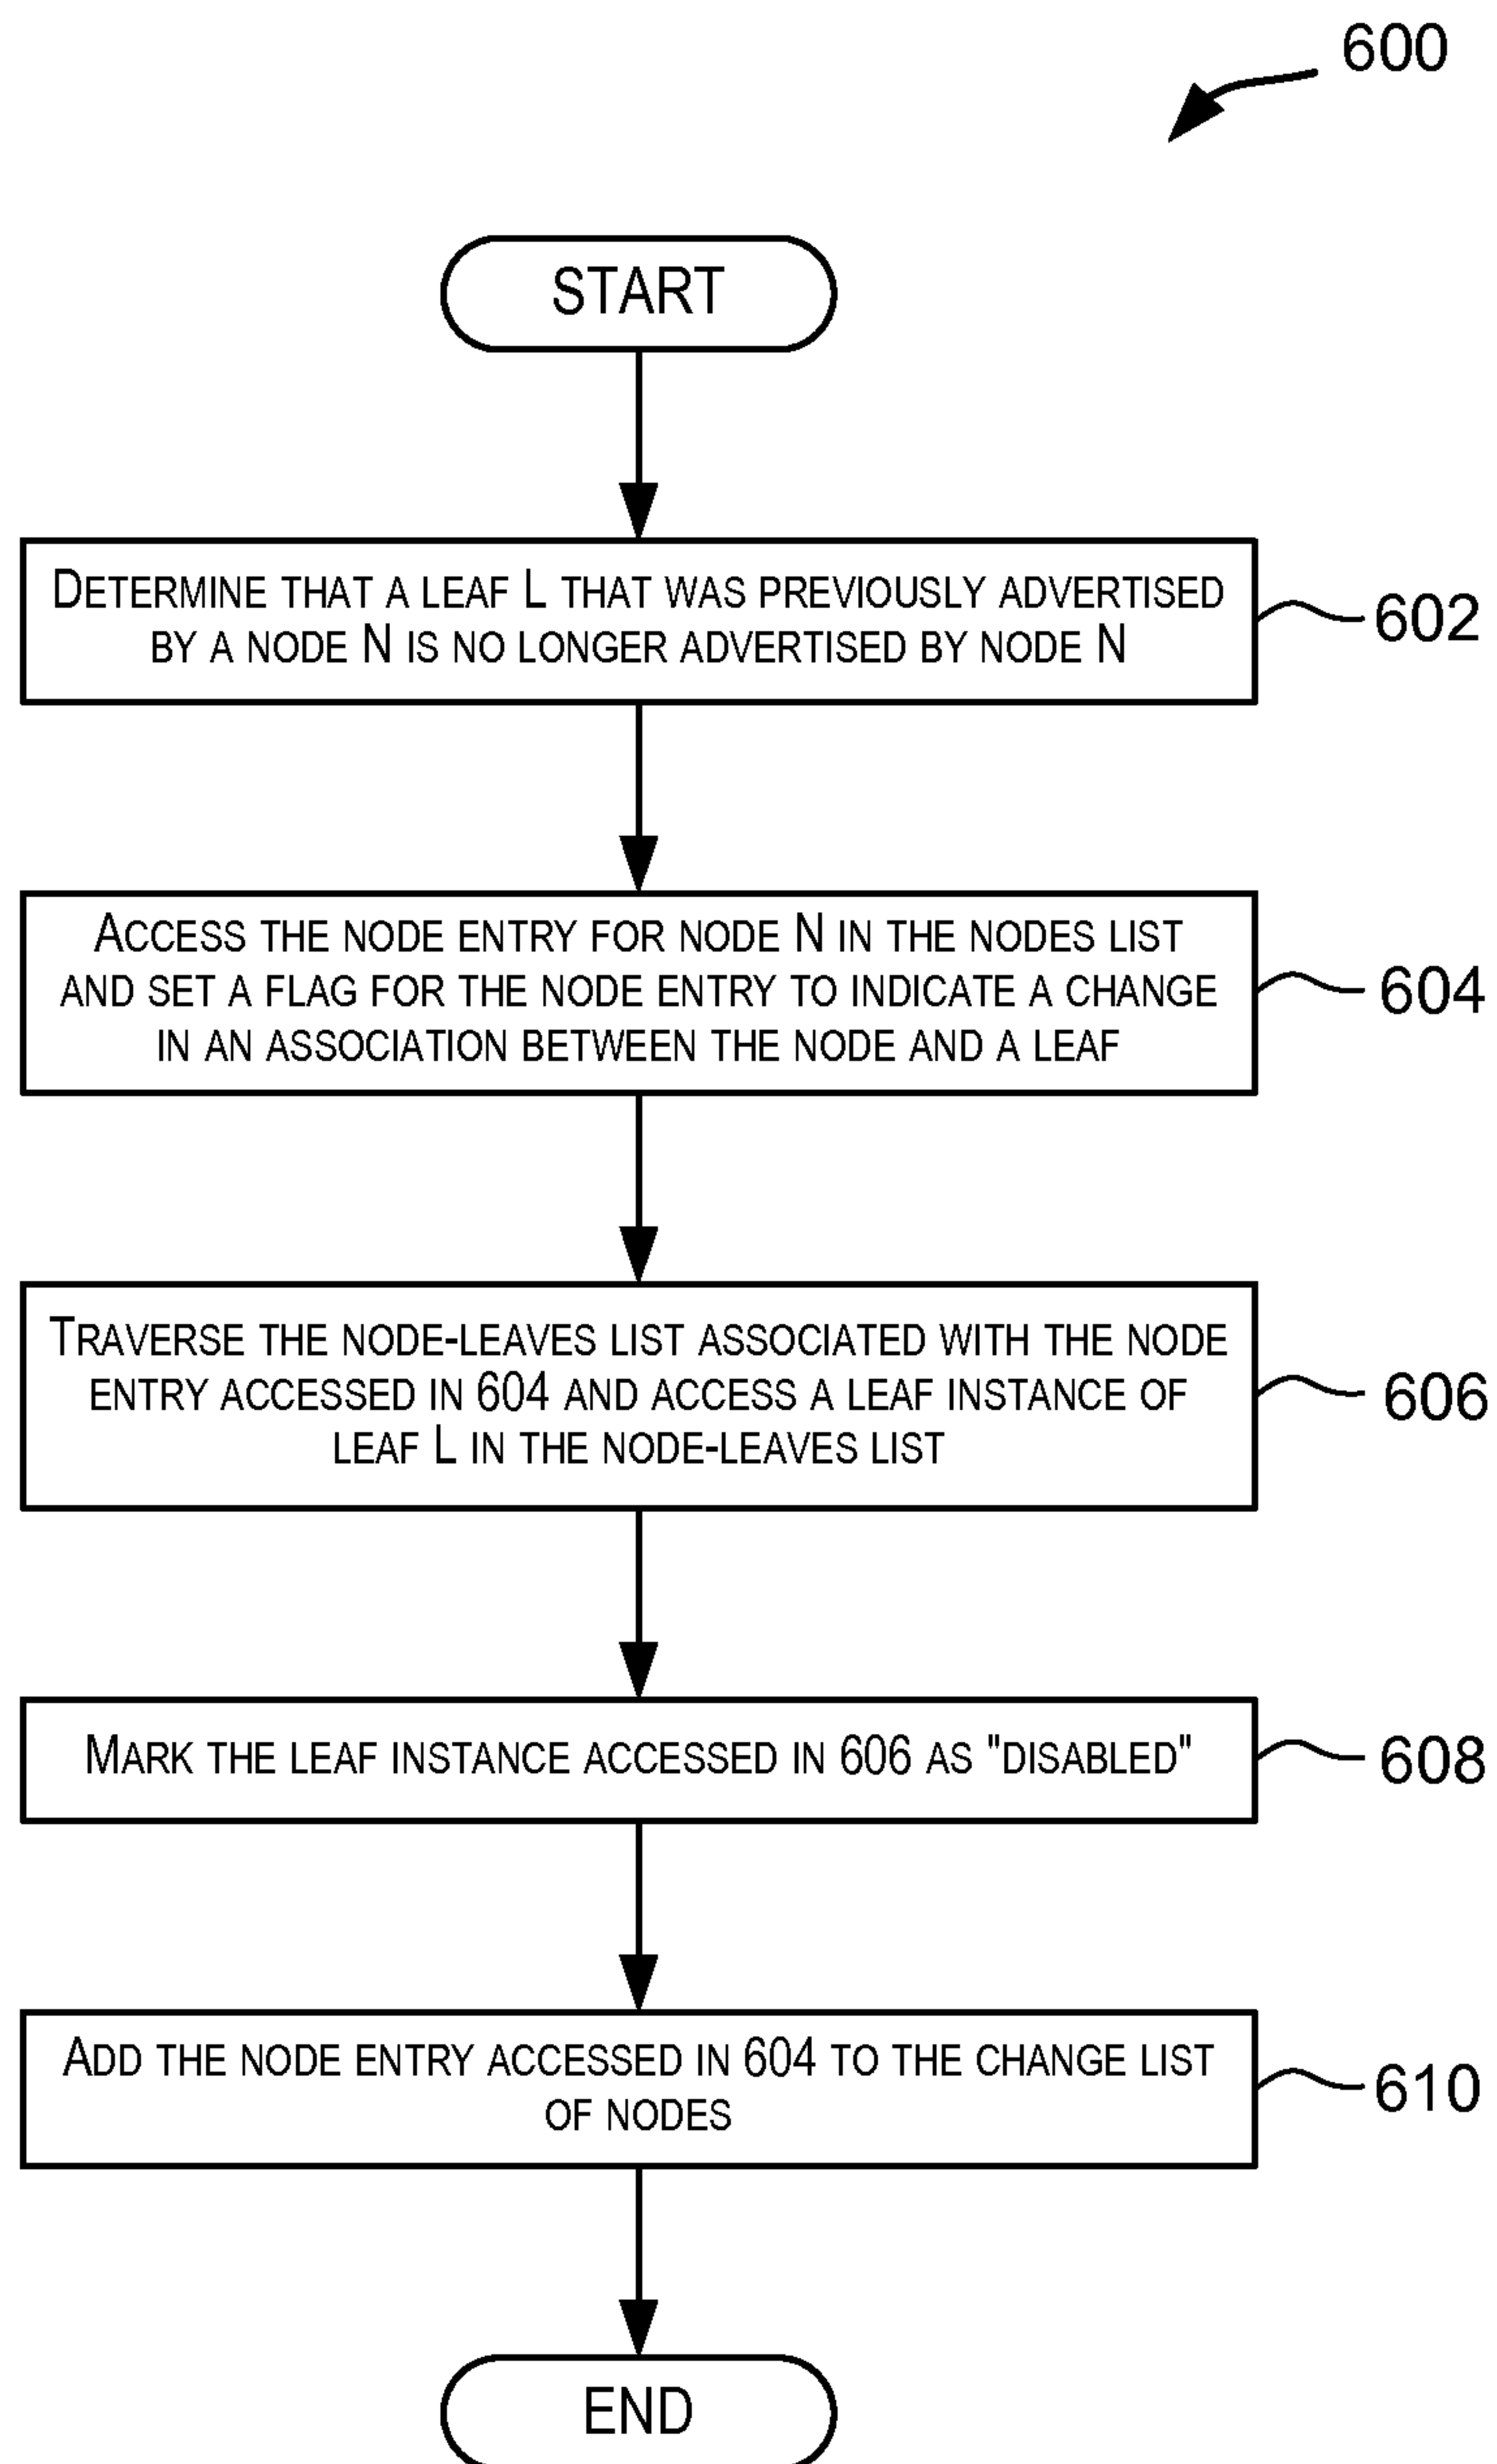 600
START
DETERMINE THAT A LEAF L THAT WAS PREVIOUSLY ADVERTISED
BY A NODE N IS NO LONGER ADVERTISED BY NODE N
602
ACCESS THE NODE ENTRY FOR NODE N IN THE NODES LIST
AND SET A FLAG FOR THE NODE ENTRY TO INDICATE A CHANGE
IN AN ASSOCIATION BETWEEN THE NODE AND A LEAF
604
TRAVERSE THE NODE-LEAVES LIST ASSOCIATED WITH THE NODE
ENTRY ACCESSED IN 604 AND ACCESS A LEAF INSTANCE OF
LEAF L IN THE NODE-LEAVES LIST
606
MARK THE LEAF INSTANCE ACCESSED IN 606 AS "DISABLED"
608
ADD THE NODE ENTRY ACCESSED IN 604 TO THE CHANGE LIST
OF NODES
610
END